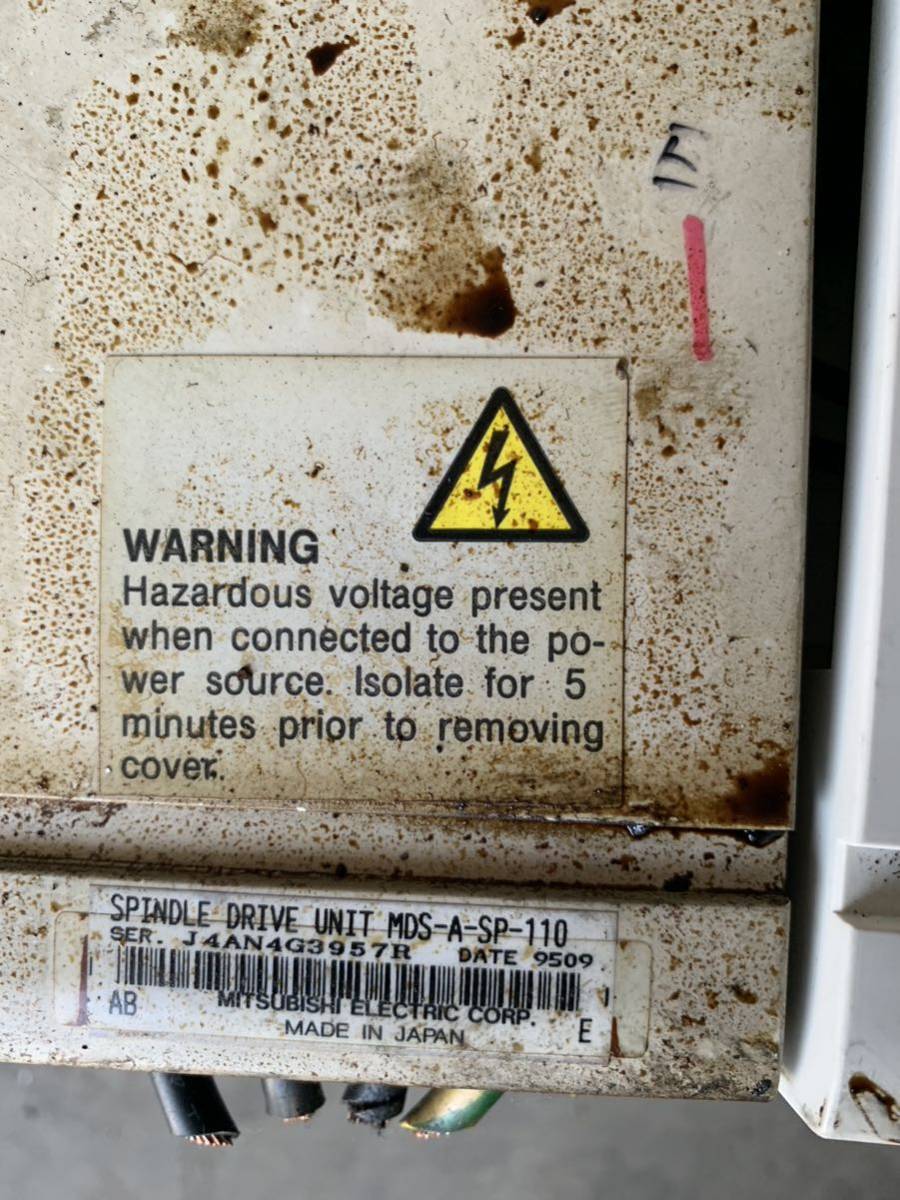 WARNING
Hazardous voltage present
when connected to the po-
wer source. Isolate for 5
minutes prior to removing
cover.
SPINDLE DRIVE UNIT MDS-A-SP-110
SER. J4AN4G3957R DATE 9509
AB MITSUBISHI ELECTRIC CORP.
MADE IN JAPAN E